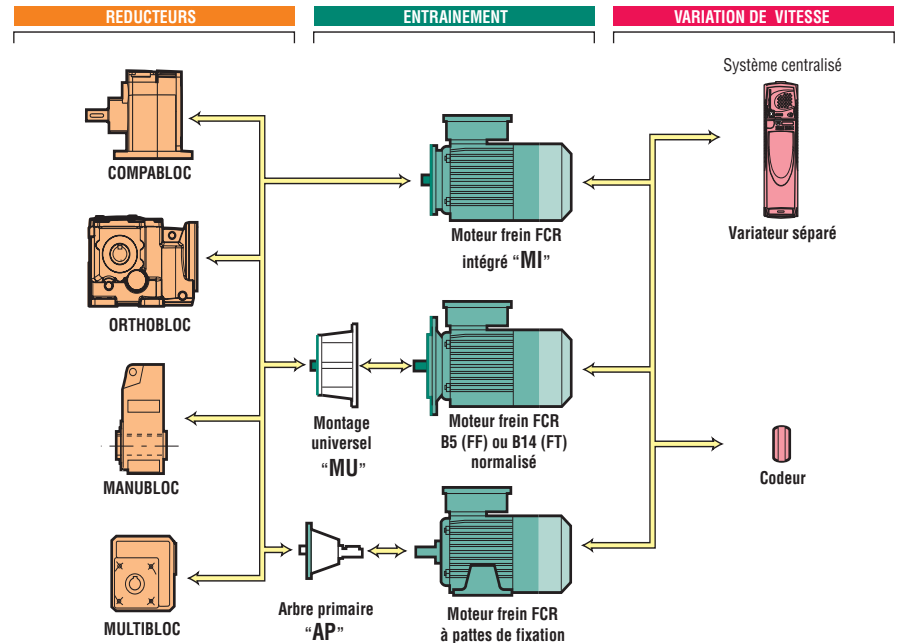 REDUCTEURS
ENTRAINEMENT
VARIATION DE VITESSE
Système centralisé
COMPABLOC
Moteur frein FCR
intégré “MI”
Variateur séparé
ORTHOBLOC
Montage
universel
“MU”
Moteur frein FCR
B5 (FF) ou B14 (FT)
normalisé
Codeur
MANUBLOC
MULTIBLOC
Arbre primaire
“AP”
Moteur frein FCR
à pattes de fixation